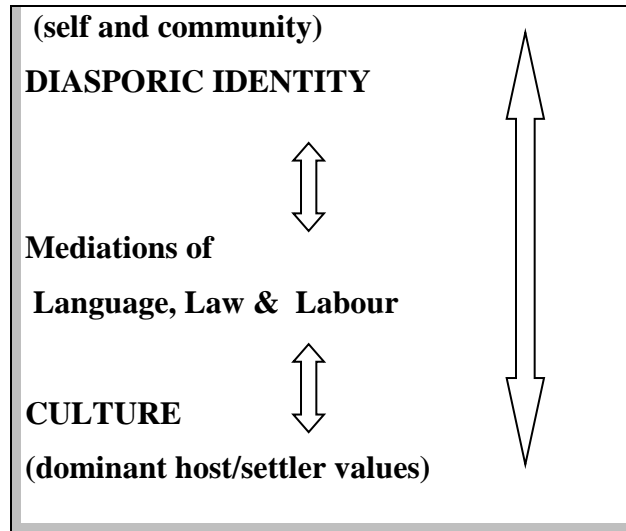 (self and community)
DIASPORIC IDENTITY
Mediations of
Language, Law & Labour
CULTURE
(dominant host/settler values)